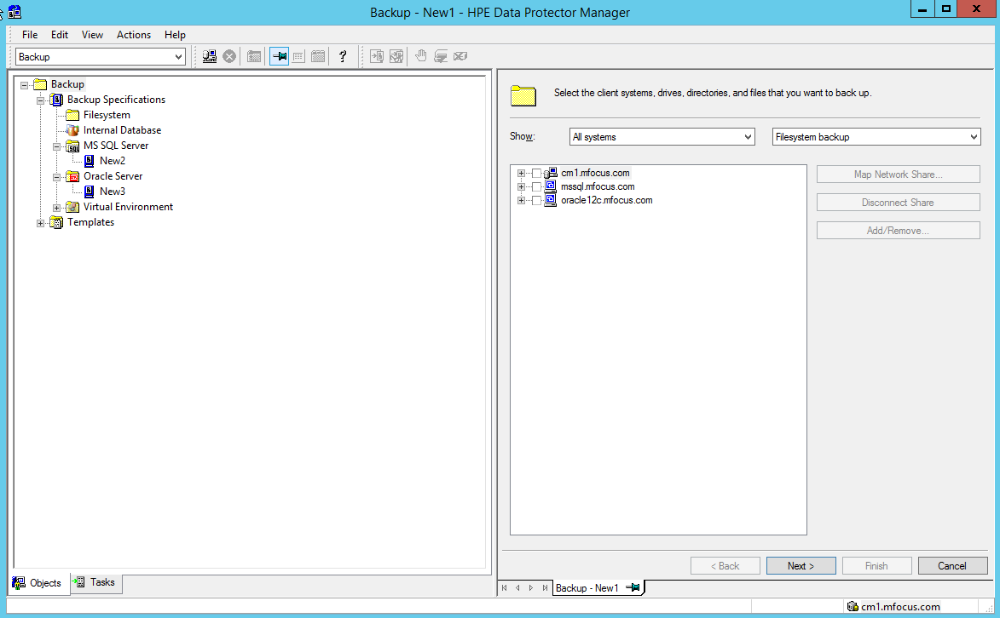 Backup - New1 - HPE Data Protector Manager
File Edit View Actions Help
Backup
?
Backup
Backup Specifications
Filesystem
Internal Database
MS SQL Server
New2
Oracle Server
New3
Virtual Environment
Templates
Objects
Tasks
Select the client systems, drives, directories, and files that you want to back up.
Show:
All systems
Filesystem backup
cm1.mfocus.com
mssql.mfocus.com
oracle12c.mfocus.com
Map Network Share...
Disconnect Share
Add/Remove...
< Back
Next >
Finish
Cancel
Backup - New1
cm1.mfocus.com